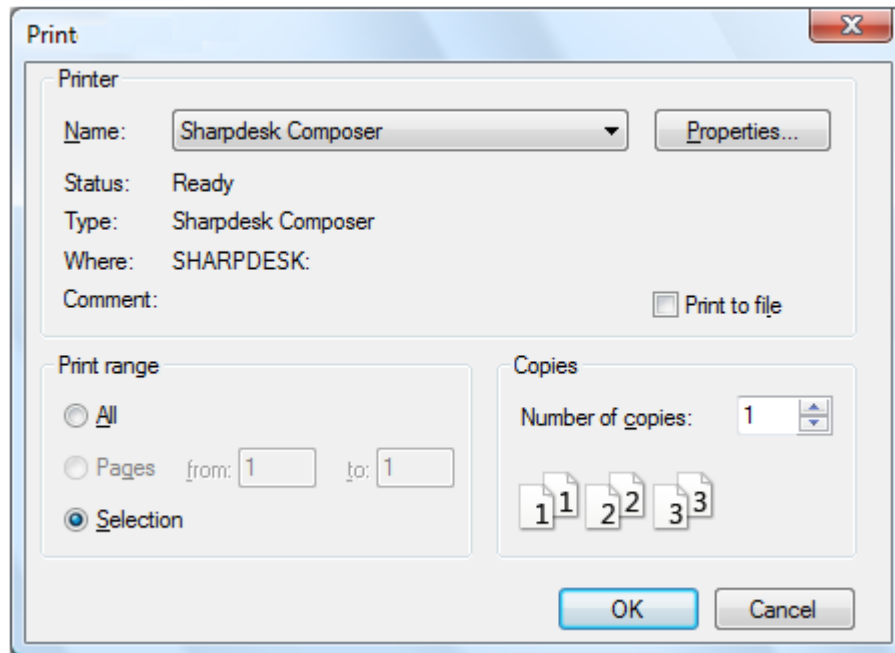 Print
Printer
Name: Sharpdesk Composer Properties...
Status: Ready
Type: Sharpdesk Composer
Where: SHARPDESK:
Comment: Print to file
Print range
All
Pages from: 1 to: 1
Selection
Copies
Number of copies: 1
1 1 2 2 3 3
OK Cancel